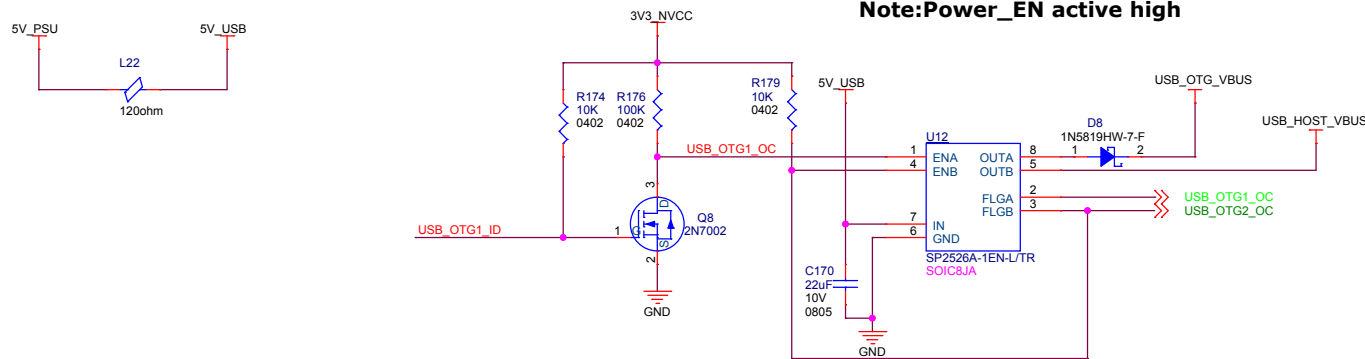 Note:Power_EN active high
5V_PSU
5V_USB
L22
120ohm
3V3_NVCC
R174
10K
0402
R176
100K
0402
R179
10K
0402
5V_USB
USB_OTG_VBUS
USB_HOST_VBUS
D8
1N5819HW-7-F
1
2
USB_OTG1_OC
U12
1
4
ENA
ENB
OUTA
OUTB
8
5
FLGA
FLGB
2
3
USB_OTG1_OC
USB_OTG2_OC
7
6
IN
GND
SP2526A-1EN-L/TR
SOIC8JA
USB_OTG1_ID
1
3
D
G
S
2
Q8
2N7002
GND
C170
22uF
10V
0805
GND